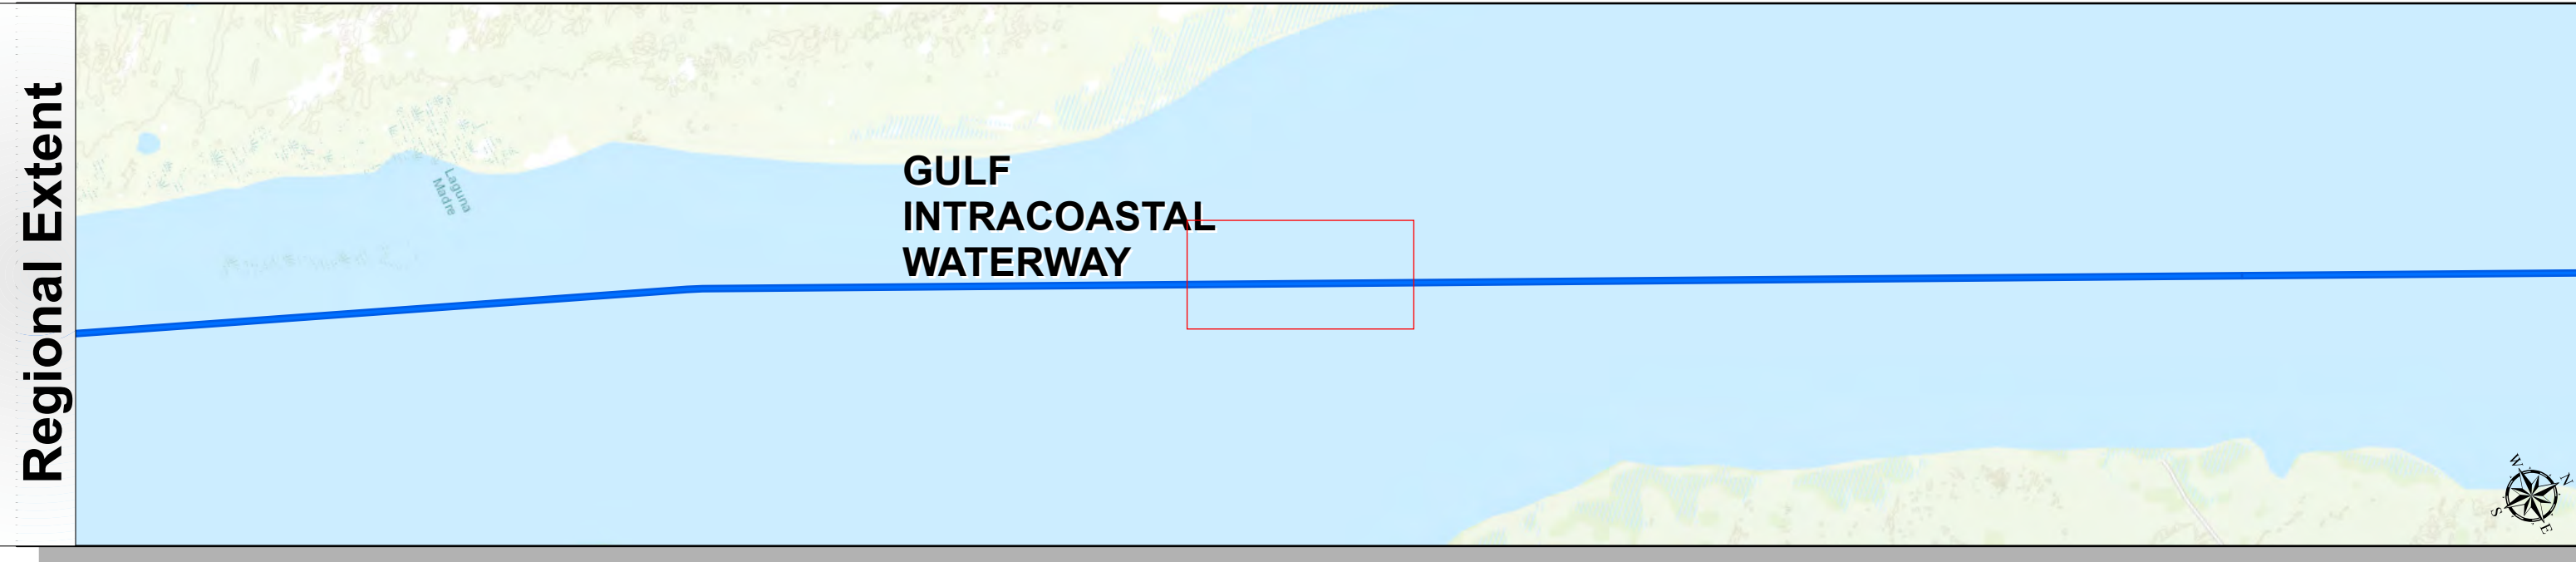 Regional Extent
GULF
INTRACOASTAL
WATERWAY
Laguna
Madre
W
N
S
E